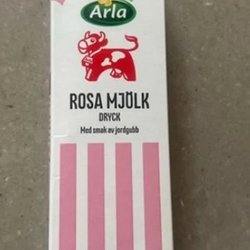 Arla
ROSA MJÖLK
DRYCK
Med smak av jordgubb